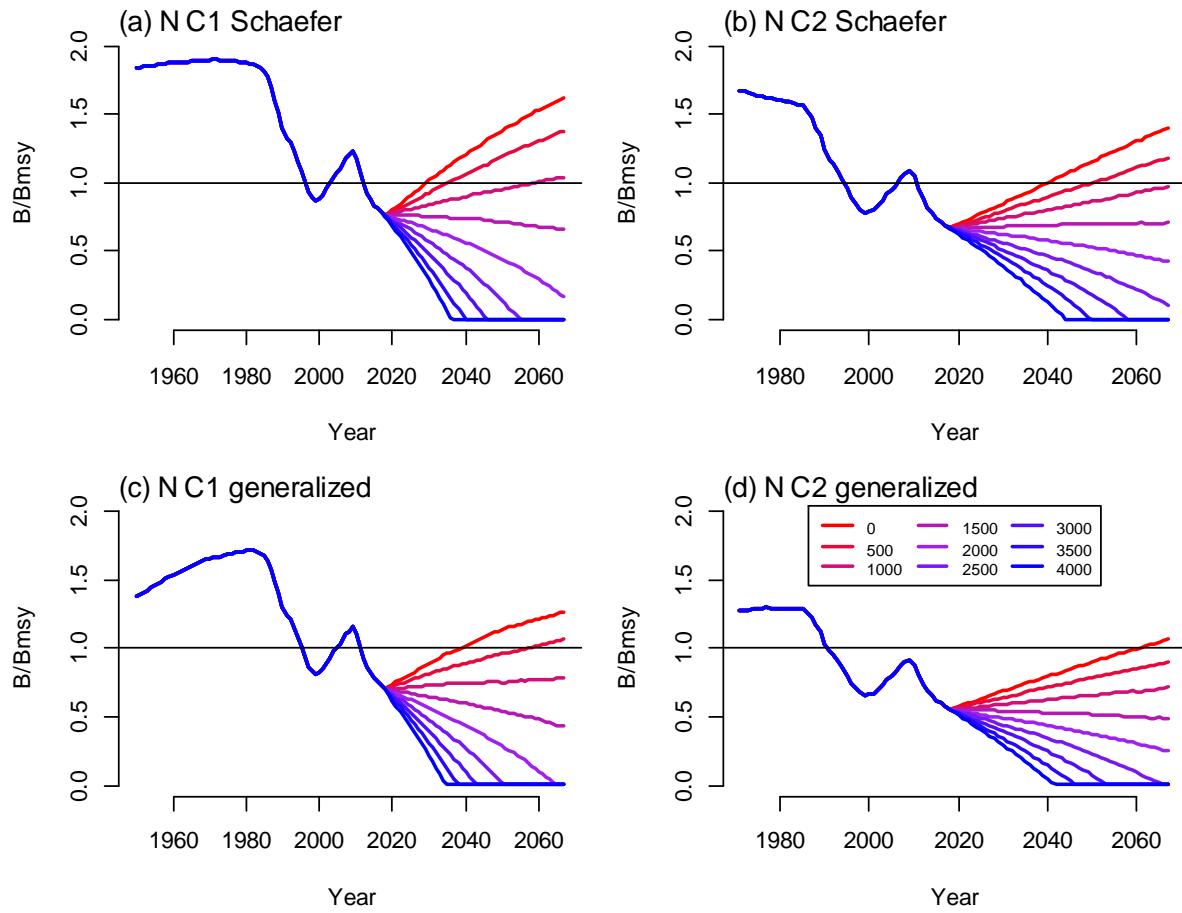 (a) N C1 Schaefer
B/Bmsy
0.0 0.5 1.0 1.5 2.0
1960 1980 2000 2020 2040 2060
Year
(b) N C2 Schaefer
B/Bmsy
0.0 0.5 1.0 1.5 2.0
1980 2000 2020 2040 2060
Year
(c) N C1 generalized
B/Bmsy
0.0 0.5 1.0 1.5 2.0
1960 1980 2000 2020 2040 2060
Year
(d) N C2 generalized
B/Bmsy
0.0 0.5 1.0 1.5 2.0
0 1500 3000
500 2000 3500
1000 2500 4000
1980 2000 2020 2040 2060
Year